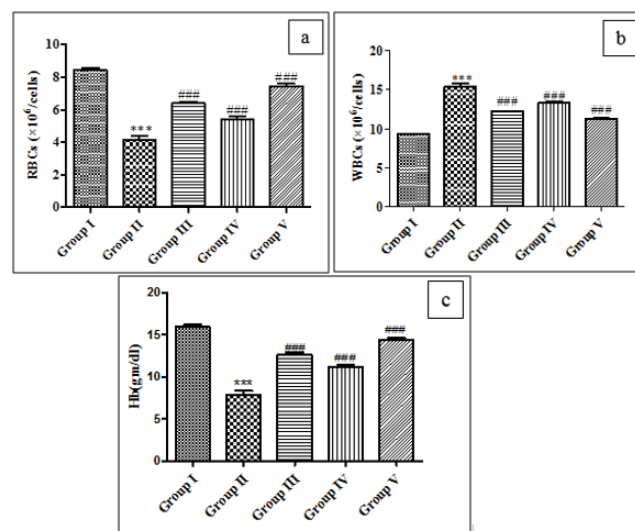 a
RBCs (×10⁶/cells)
10
8
6
4
2
0
***
###
###
###
Group I
Group II
Group III
Group IV
Group V
b
WBCs (×10⁶/cells)
20
15
10
5
0
***
###
###
###
Group I
Group II
Group III
Group IV
Group V
c
Hb(gm/dl)
20
15
10
5
0
***
###
###
###
Group I
Group II
Group III
Group IV
Group V